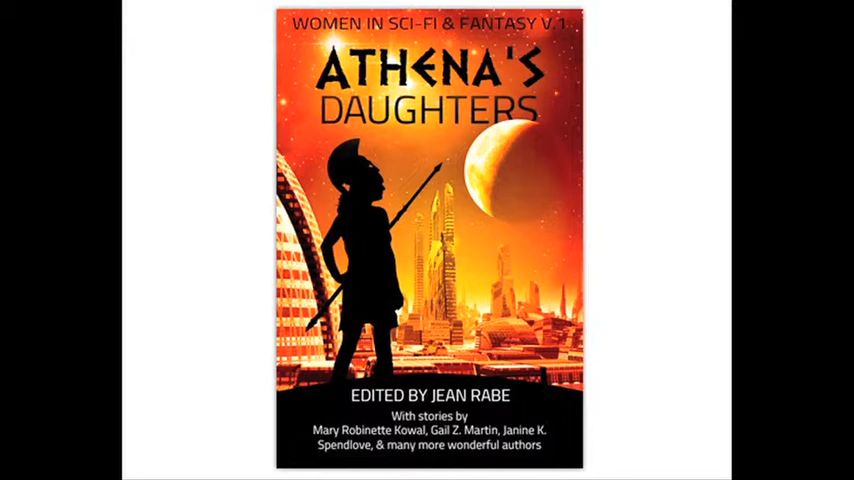 WOMEN IN SCI-FI & FANTASY V.1
ATHENA'S
DAUGHTERS
EDITED BY JEAN RABE
With stories by
Mary Robinette Kowal, Gail Z. Martin, Janine K.
Spendlove, & many more wonderful authors